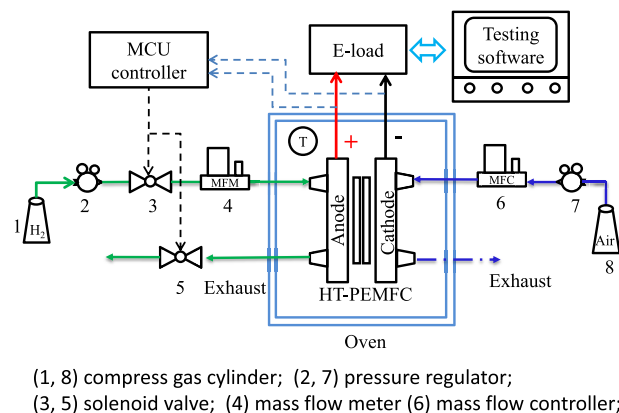 MCU
controller
E-load
Testing
software
T
+
-
MFM
MFC
1
H2
2
3
4
Anode
Cathode
6
7
Air
8
5
Exhaust
HT-PEMFC
Exhaust
Oven
(1, 8) compress gas cylinder; (2, 7) pressure regulator;
(3, 5) solenoid valve; (4) mass flow meter (6) mass flow controller;